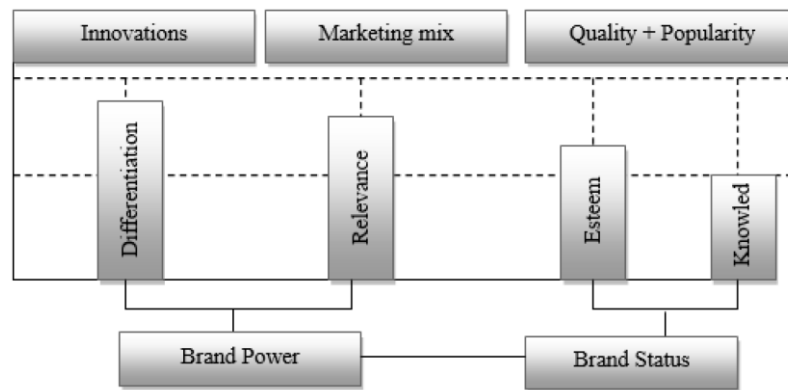 Innovations
Marketing mix
Quality + Popularity
Differentiation
Relevance
Esteem
Knowled
Brand Power
Brand Status